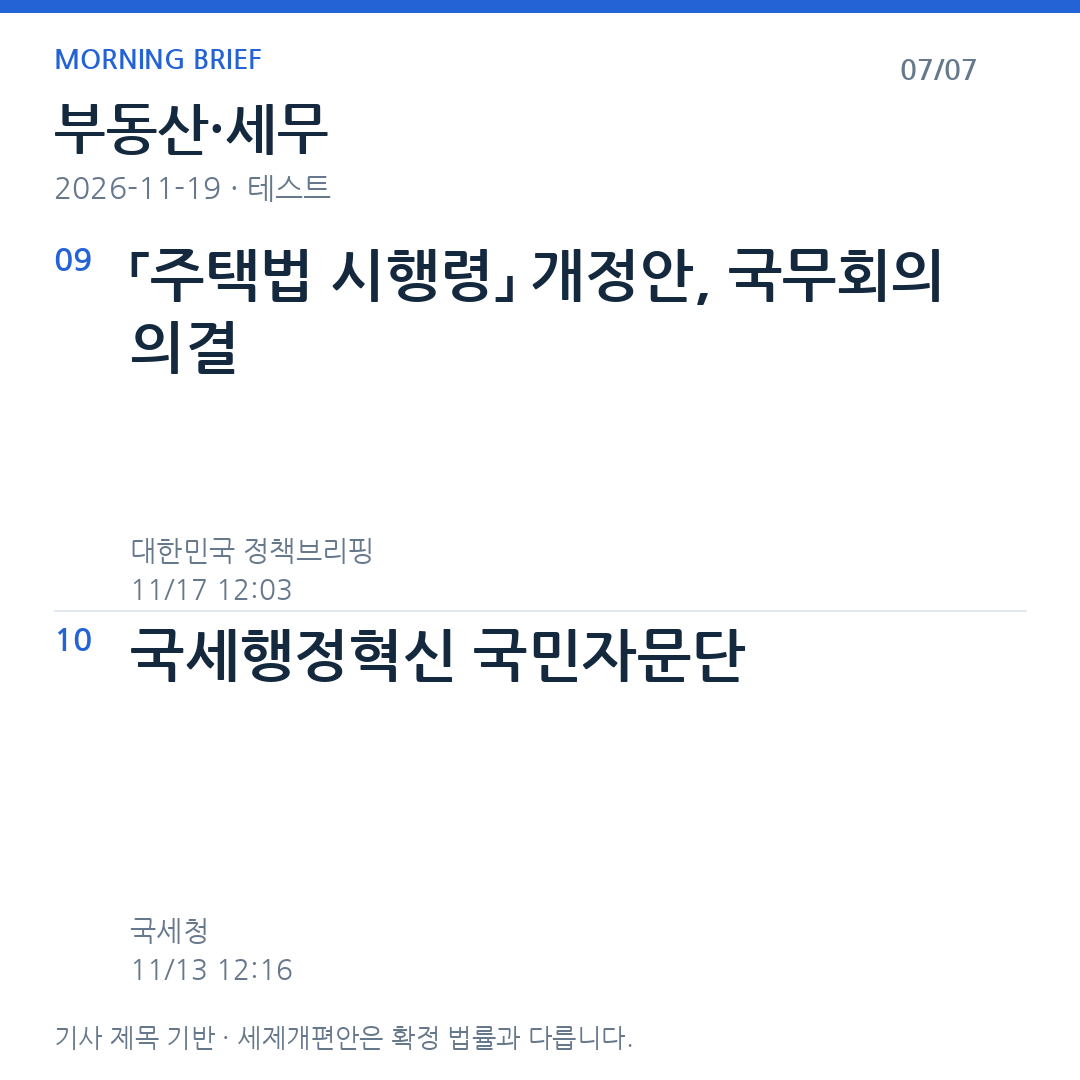 MORNING BRIEF
07/07
부동산·세무
2026-11-19 · 테스트
09
「주택법 시행령」 개정안, 국무회의
의결
대한민국 정책브리핑
11/17 12:03
10
국세행정혁신 국민자문단
국세청
11/13 12:16
기사 제목 기반 · 세제개편안은 확정 법률과 다릅니다.